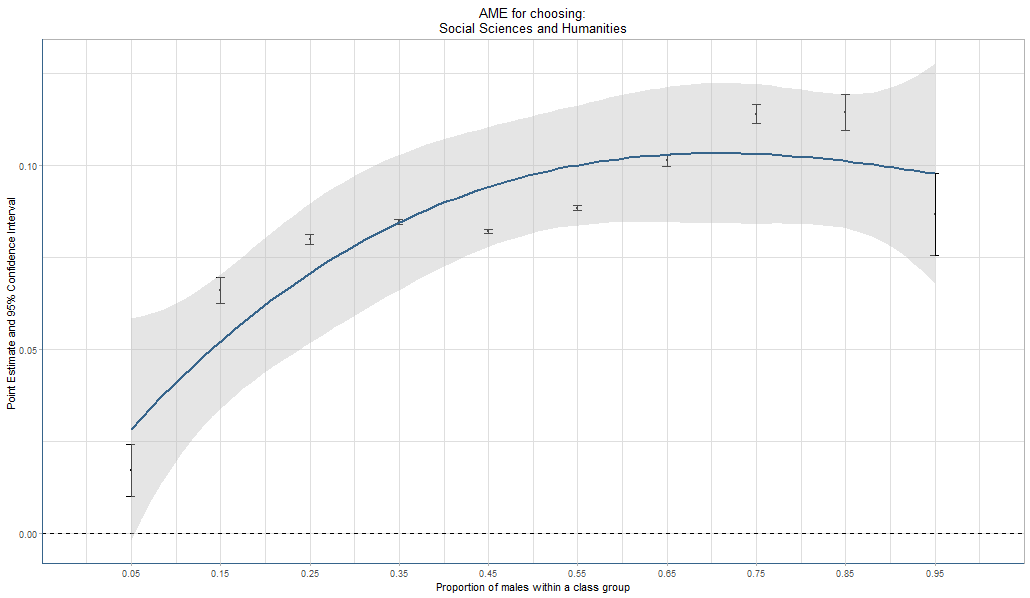 AME for choosing:
Social Sciences and Humanities
Point Estimate and 95% Confidence Interval
0.10
0.05
0.00
0.05 0.15 0.25 0.35 0.45 0.55 0.65 0.75 0.85 0.95
Proportion of males within a class group